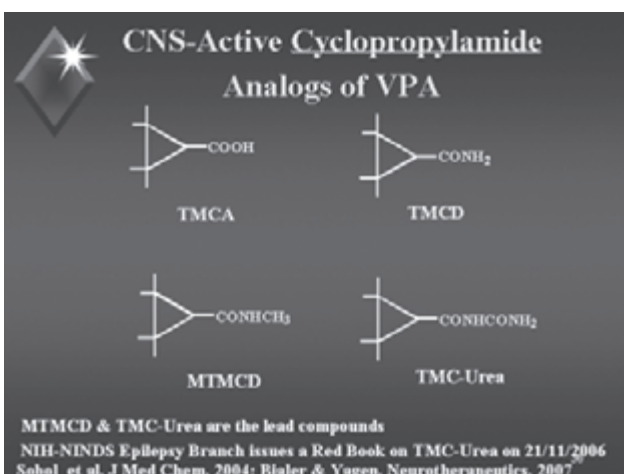 CNS-Active Cyclopropylamide
Analogs of VPA
COOH
CONH₂
TMCA
TMCD
CONHCH₃
CONHCONH₂
MTMCD
TMC-Urea
MTMCD & TMC-Urea are the lead compounds
NIH-NINDS Epilepsy Branch issues a Red Book on TMC-Urea on 21/11/2006
Sobol, et al, J Med Chem, 2004; Bialer & Yagen, Neurotherapeutics, 2007